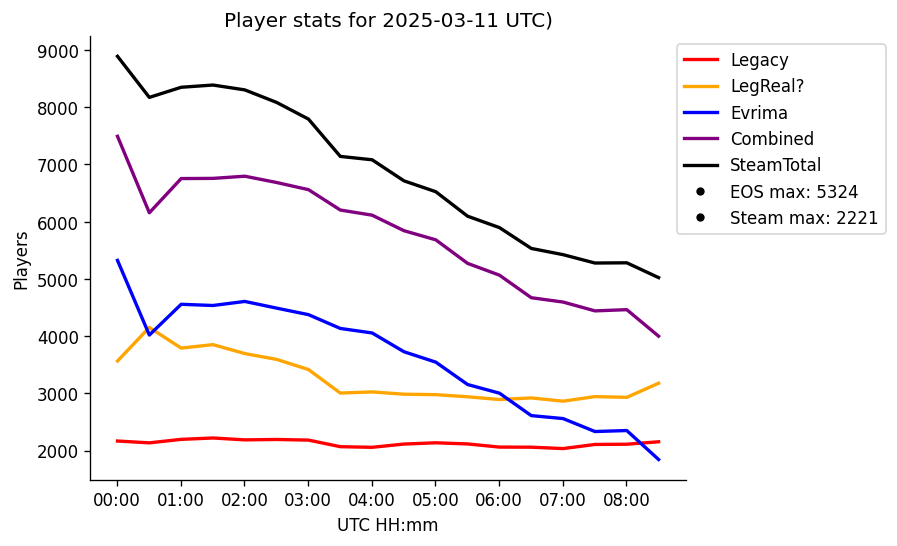 Player stats for 2025-03-11 UTC)
Players
9000
8000
7000
6000
5000
4000
3000
2000
00:00 01:00 02:00 03:00 04:00 05:00 06:00 07:00 08:00
UTC HH:mm
Legacy
LegReal?
Evrima
Combined
SteamTotal
EOS max: 5324
Steam max: 2221